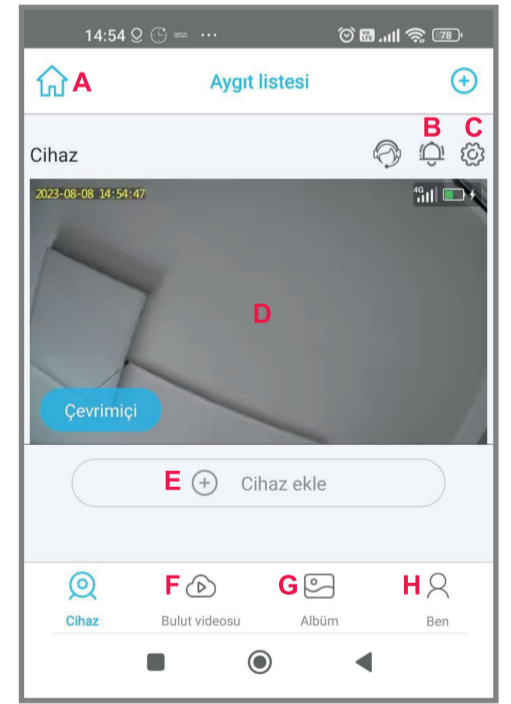 14:54 78
A Aygıt listesi
B C
Cihaz
2023-08-08 14:54:47 4G
D
Çevrimiçi
E Cihaz ekle
F G H
Cihaz Bulut videosu Albüm Ben